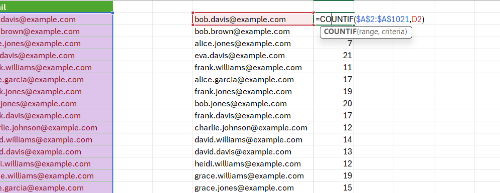 il
davis@example.com bob.davis@example.com =COUNTIF($A$2:$A$1021,D2)
brown@example.com bob.brown@example.com COUNTIF(range, criteria)
e.jones@example.com alice.jones@example.com 7
davis@example.com eva.davis@example.com 21
k.williams@example.com frank.williams@example.com 11
e.garcia@example.com alice.garcia@example.com 17
k.jones@example.com frank.jones@example.com 19
jones@example.com bob.jones@example.com 20
k.davis@example.com frank.davis@example.com 17
lie.johnson@example.com charlie.johnson@example.com 12
d.williams@example.com david.williams@example.com 14
d.davis@example.com david.davis@example.com 13
i.williams@example.com heidi.williams@example.com 12
e.williams@example.com grace.williams@example.com 19
e.garcia@example.com grace.jones@example.com 15